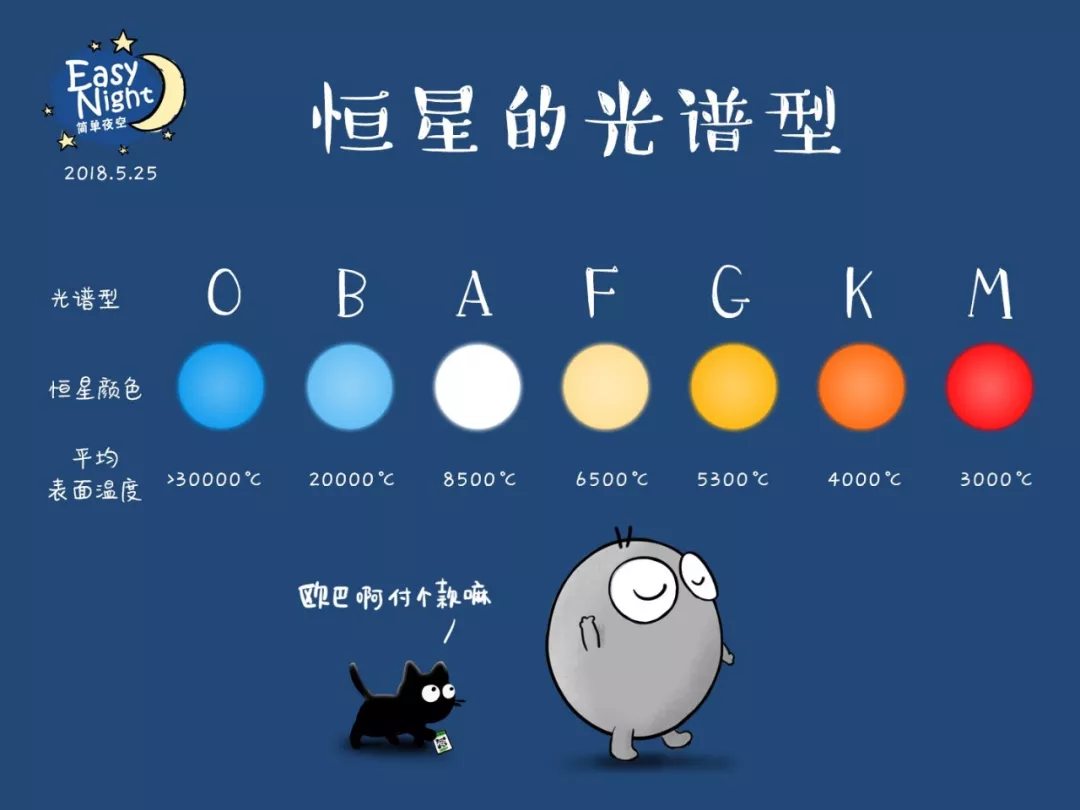 Easy
Night
简单夜空
2018.5.25
恒星的光谱型
光谱型 O B A F G K M
恒星颜色
平均
表面温度 >30000℃ 20000℃ 8500℃ 6500℃ 5300℃ 4000℃ 3000℃
欧巴啊付个款嘛